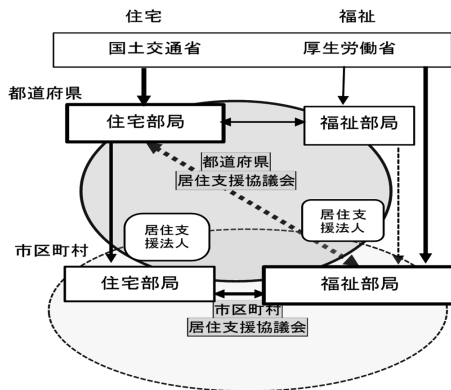 住宅
福祉
国土交通省
厚生労働省
都道府県
住宅部局
福祉部局
都道府県
居住支援協議会
居住支
援法人
居住支
援法人
市区町村
住宅部局
福祉部局
市区町村
居住支援協議会